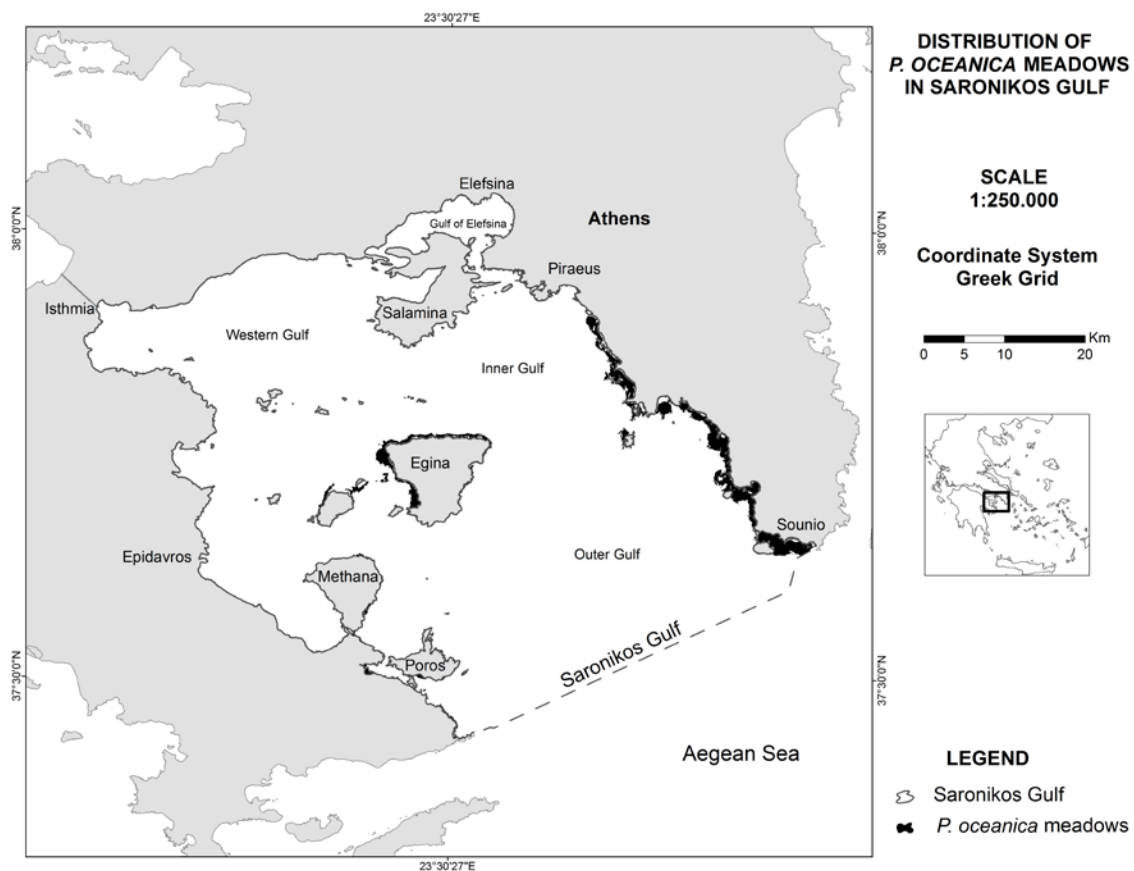 23°30'27"E
DISTRIBUTION OF
P. OCEANICA MEADOWS
IN SARONIKOS GULF
SCALE
1:250.000
Coordinate System
Greek Grid
0 5 10 20 Km
38°0'0"N
38°0'0"N
Elefsina
Gulf of Elefsina
Athens
Piraeus
Isthmia
Salamina
Western Gulf
Inner Gulf
Egina
Sounio
Epidavros
Outer Gulf
Methana
Poros
Saronikos Gulf
37°30'0"N
37°30'0"N
Aegean Sea
LEGEND
Saronikos Gulf
P. oceanica meadows
23°30'27"E